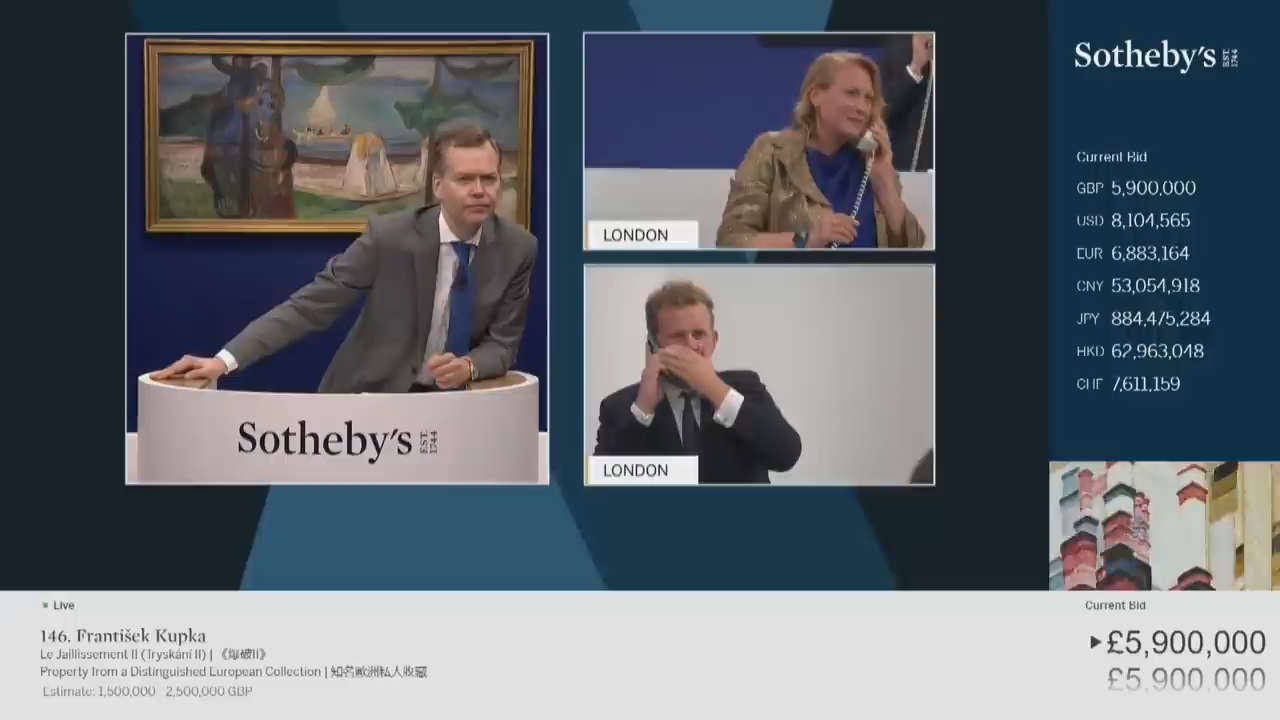 Sotheby's EST. 1744
Current Bid
GBP 5,900,000
USD 8,104,565
EUR 6,883,164
CNY 53,054,918
JPY 884,475,284
HKD 62,963,048
CHF 7,611,159
LONDON
LONDON
Sotheby's EST. 1744
Live
146. František Kupka
Le Jaillissement II (Tryskání II) | 《爆破II》
Property from a Distinguished European Collection | 知名歐洲私人收藏
Estimate: 1,500,000 2,500,000 GBP
Current Bid
£5,900,000
£5,900,000